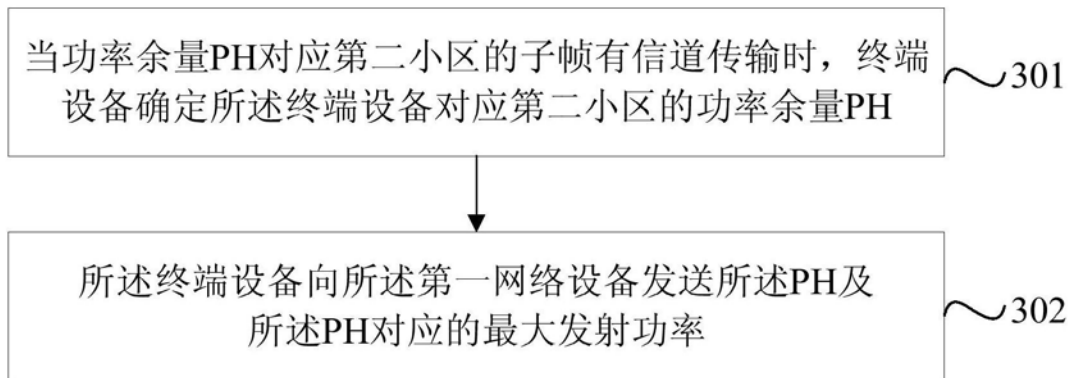 当功率余量PH对应第二小区的子帧有信道传输时，终端
设备确定所述终端设备对应第二小区的功率余量PH
301
所述终端设备向所述第一网络设备发送所述PH及
所述PH对应的最大发射功率
302